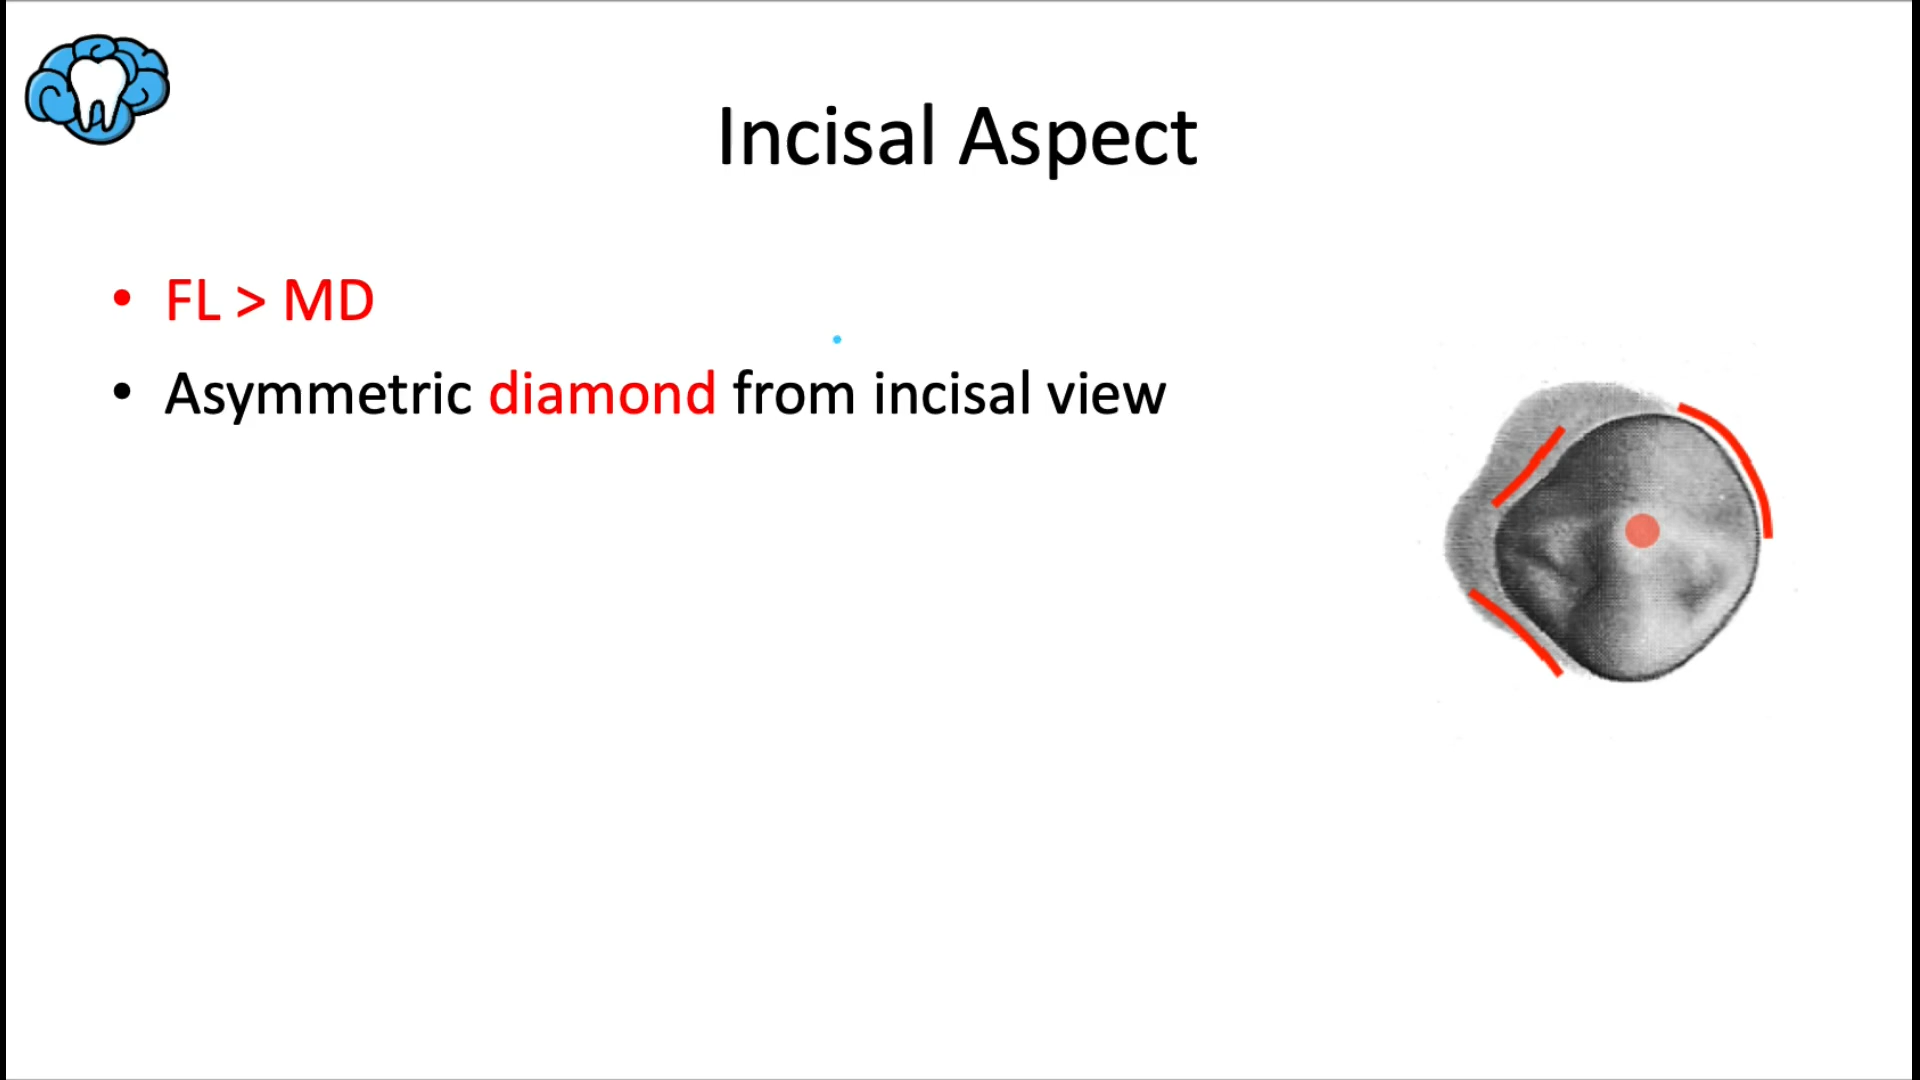 Incisal Aspect
• FL > MD
• Asymmetric diamond from incisal view